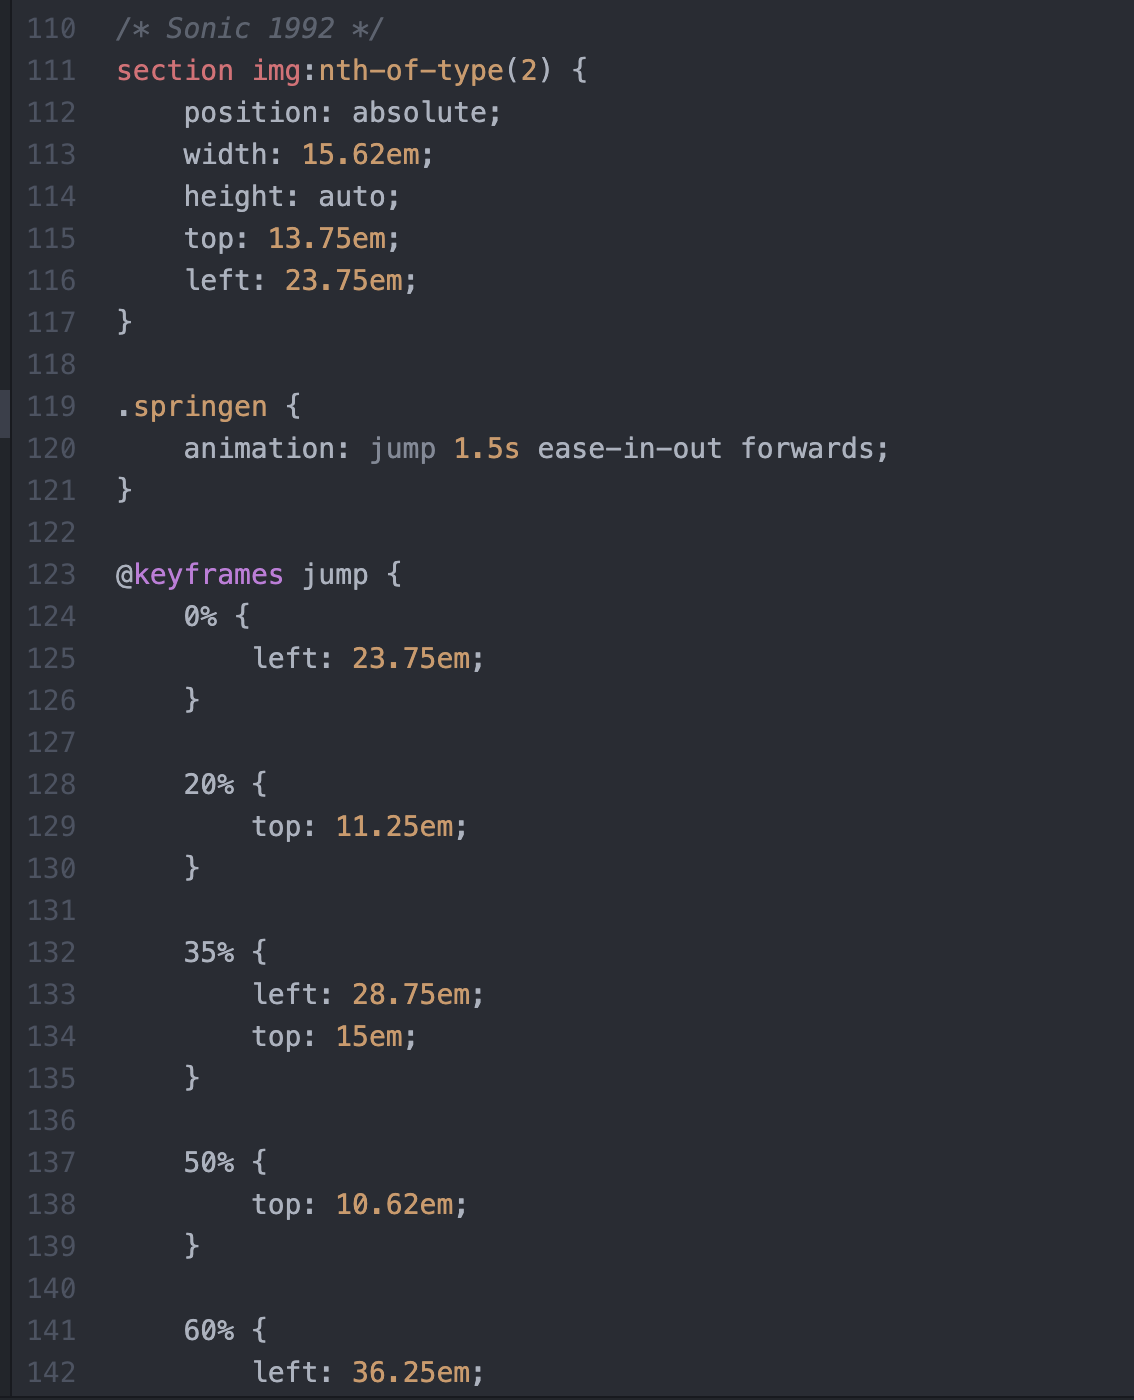 110 /* Sonic 1992 */
111 section img:nth-of-type(2) {
112     position: absolute;
113     width: 15.62em;
114     height: auto;
115     top: 13.75em;
116     left: 23.75em;
117 }
118
119 .springen {
120     animation: jump 1.5s ease-in-out forwards;
121 }
122
123 @keyframes jump {
124     0% {
125         left: 23.75em;
126     }
127
128     20% {
129         top: 11.25em;
130     }
131
132     35% {
133         left: 28.75em;
134         top: 15em;
135     }
136
137     50% {
138         top: 10.62em;
139     }
140
141     60% {
142         left: 36.25em;